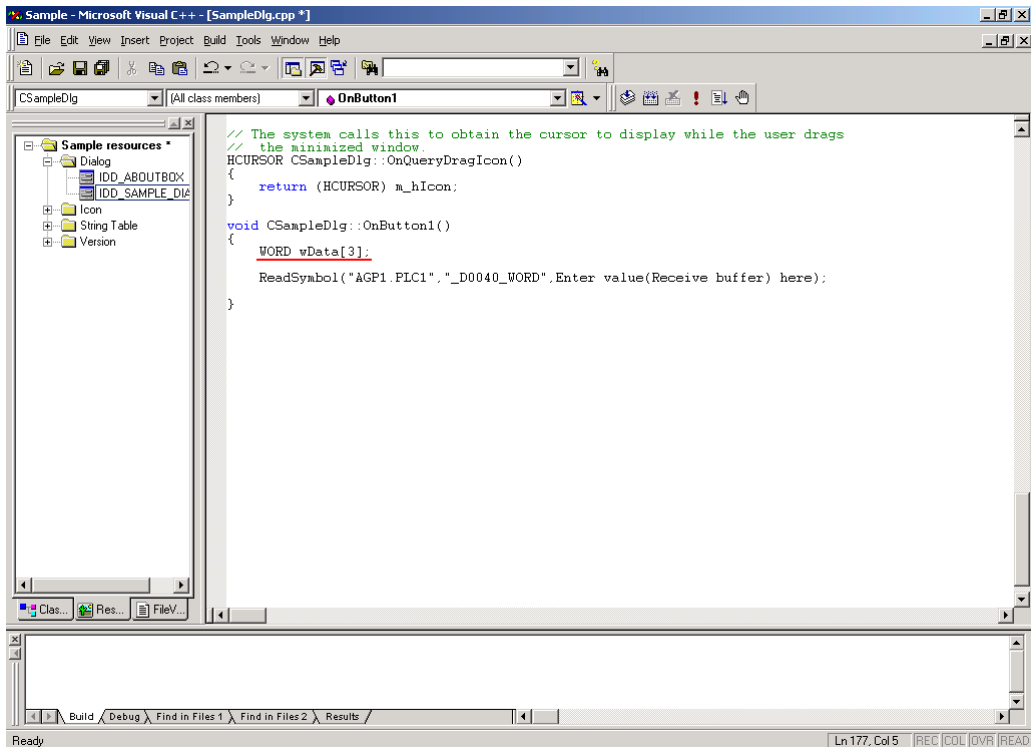 Sample - Microsoft Visual C++ - [SampleDlg.cpp *]
File Edit View Insert Project Build Tools Window Help
CSampleDlg (All class members) OnButton1
Sample resources *
Dialog
IDD_ABOUTBOX
IDD_SAMPLE_DIA
Icon
String Table
Version
// The system calls this to obtain the cursor to display while the user drags
// the minimized window.
HCURSOR CSampleDlg::OnQueryDragIcon()
{
return (HCURSOR) m_hIcon;
}
void CSampleDlg::OnButton1()
{
WORD wData[3];
ReadSymbol("AGP1.PLC1","_D0040_WORD",Enter value(Receive buffer) here);
}
Clas... Res... FileV...
Build Debug Find in Files 1 Find in Files 2 Results
Ready Ln 177, Col 5 REC COL OVR READ